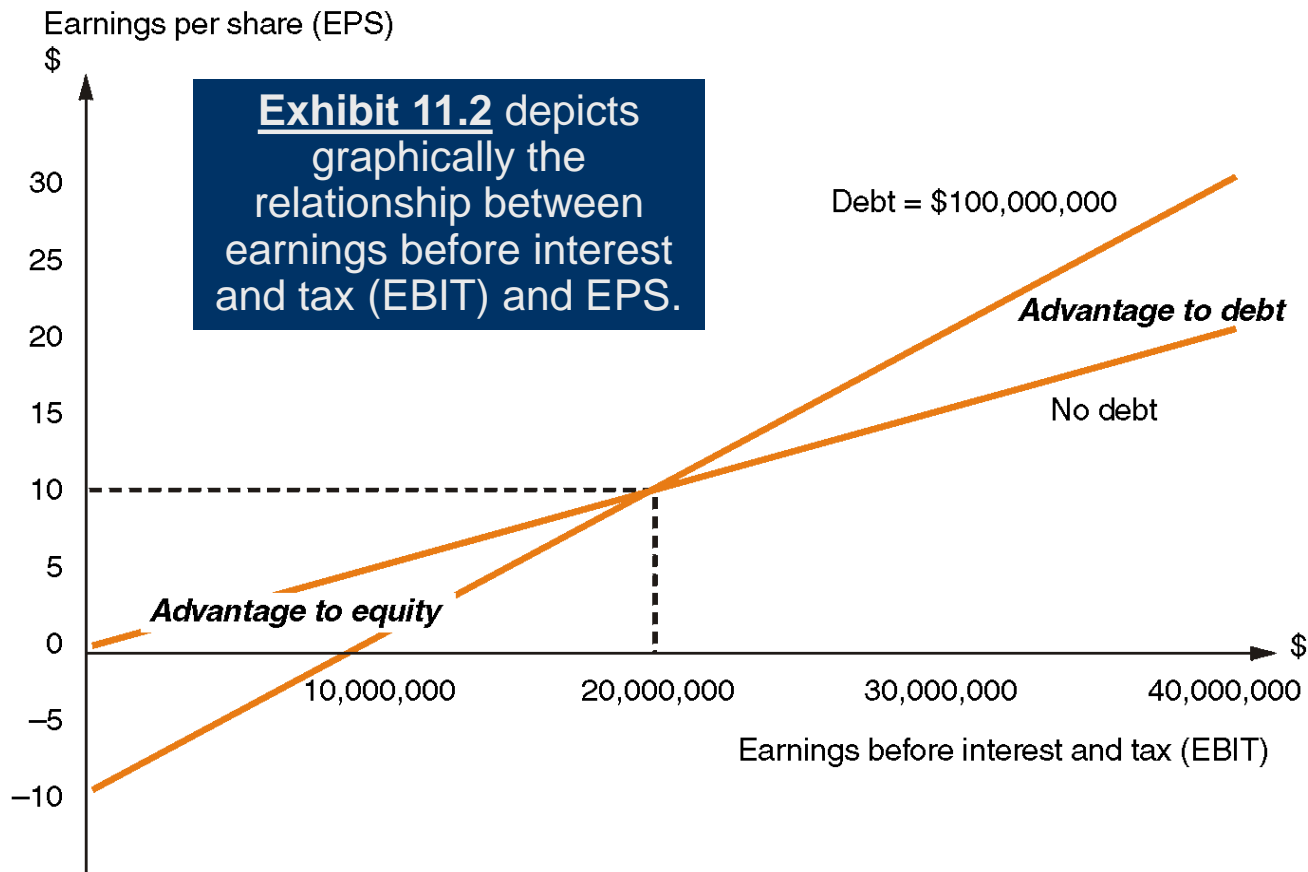 Earnings per share (EPS)
$
Exhibit 11.2 depicts
graphically the
relationship between
earnings before interest
and tax (EBIT) and EPS.
30
Debt = $100,000,000
25
Advantage to debt
20
15
No debt
10
5
Advantage to equity
0
$
10,000,000
20,000,000
30,000,000
40,000,000
–5
Earnings before interest and tax (EBIT)
–10